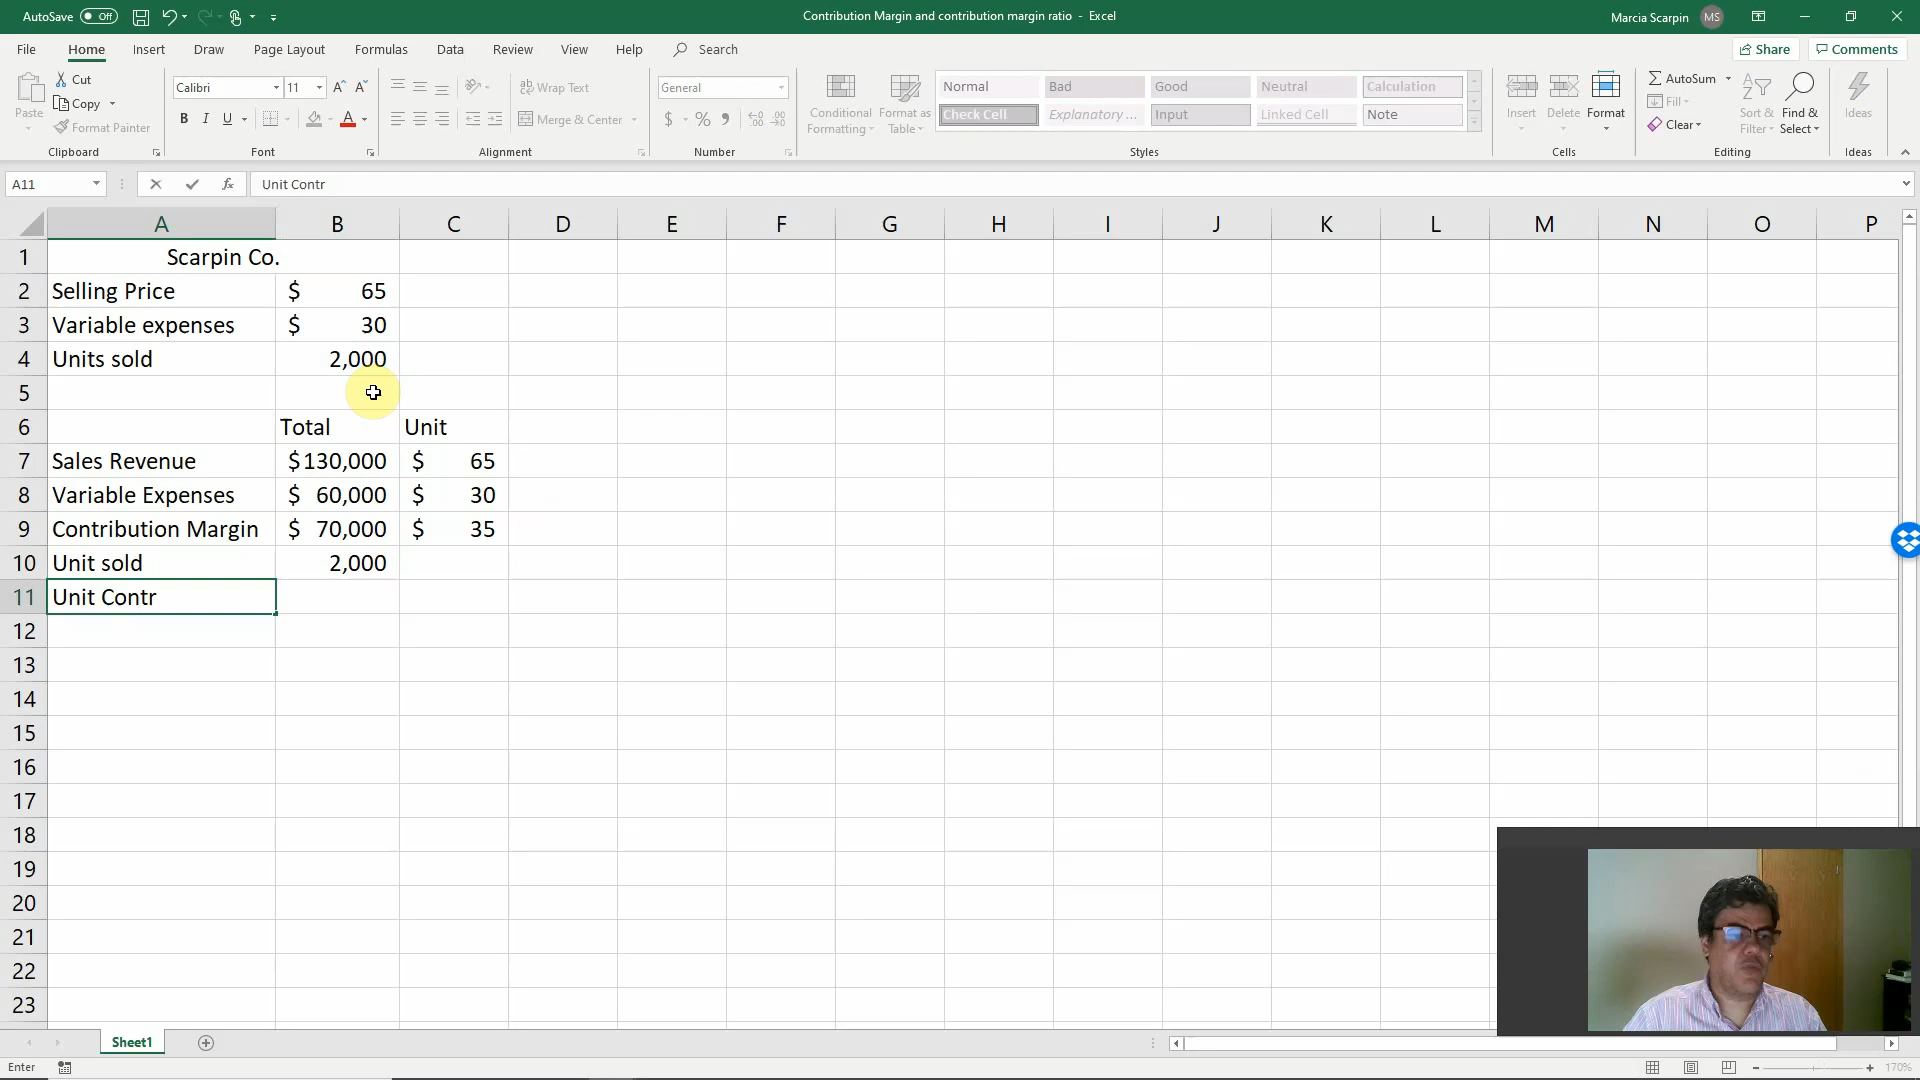 AutoSave Off
Contribution Margin and contribution margin ratio - Excel
Marcia Scarpin MS
File Home Insert Draw Page Layout Formulas Data Review View Help Search
Share Comments
Paste
Cut
Copy
Format Painter
Clipboard
Calibri 11
B I U A
Font
Wrap Text
Merge & Center
Alignment
General
$ %
Number
Conditional Formatting
Format as Table
Normal Bad Good Neutral Calculation
Check Cell Explanatory ... Input Linked Cell Note
Styles
Insert Delete Format
Cells
AutoSum
Fill
Clear
Sort & Filter
Find & Select
Editing
Ideas
Ideas
A11 fx Unit Contr
A B C D E F G H I J K L M N O P
1 Scarpin Co.
2 Selling Price $ 65
3 Variable expenses $ 30
4 Units sold 2,000
5
6 Total Unit
7 Sales Revenue $130,000 $ 65
8 Variable Expenses $ 60,000 $ 30
9 Contribution Margin $ 70,000 $ 35
10 Unit sold 2,000
11 Unit Contr
12
13
14
15
16
17
18
19
20
21
22
23
Sheet1
Enter
170%